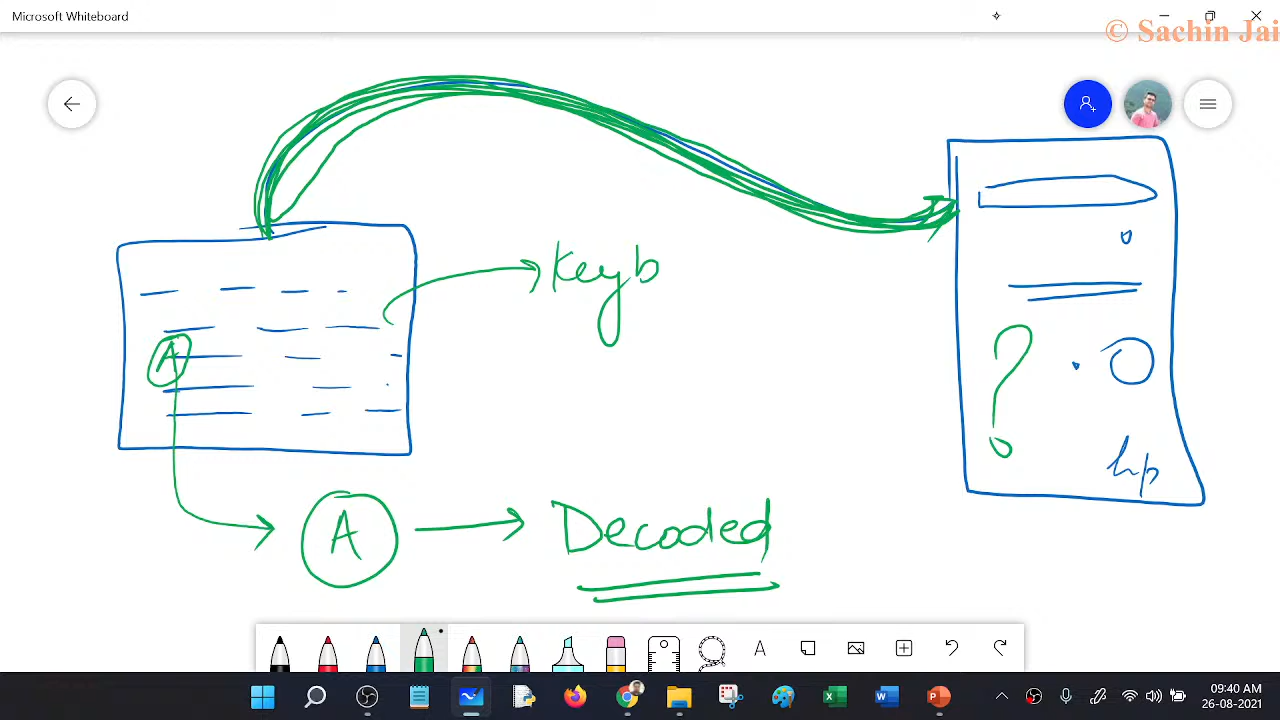 Microsoft Whiteboard
© Sachin Jai
Keyb
A
A
Decoded
hp
?
A
09:40 AM
26-08-2021